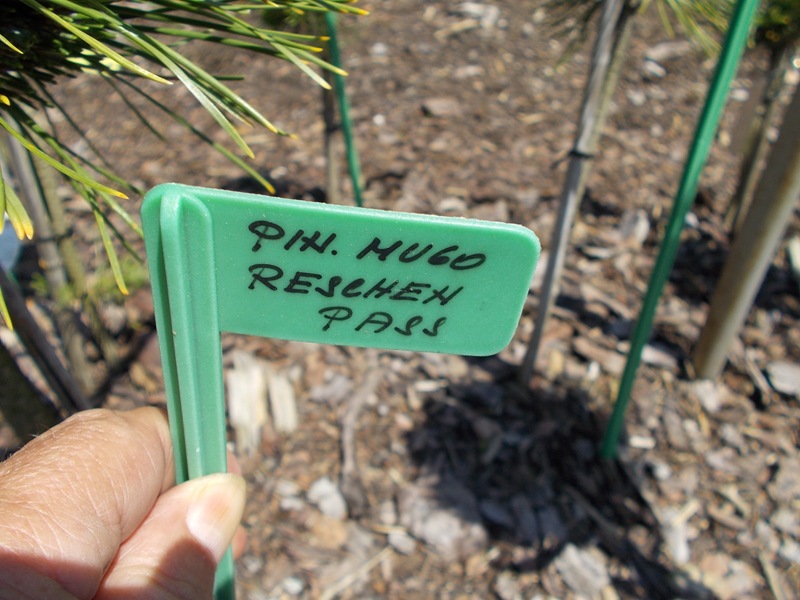 PIN. MUGO
RESCHEN
PASS